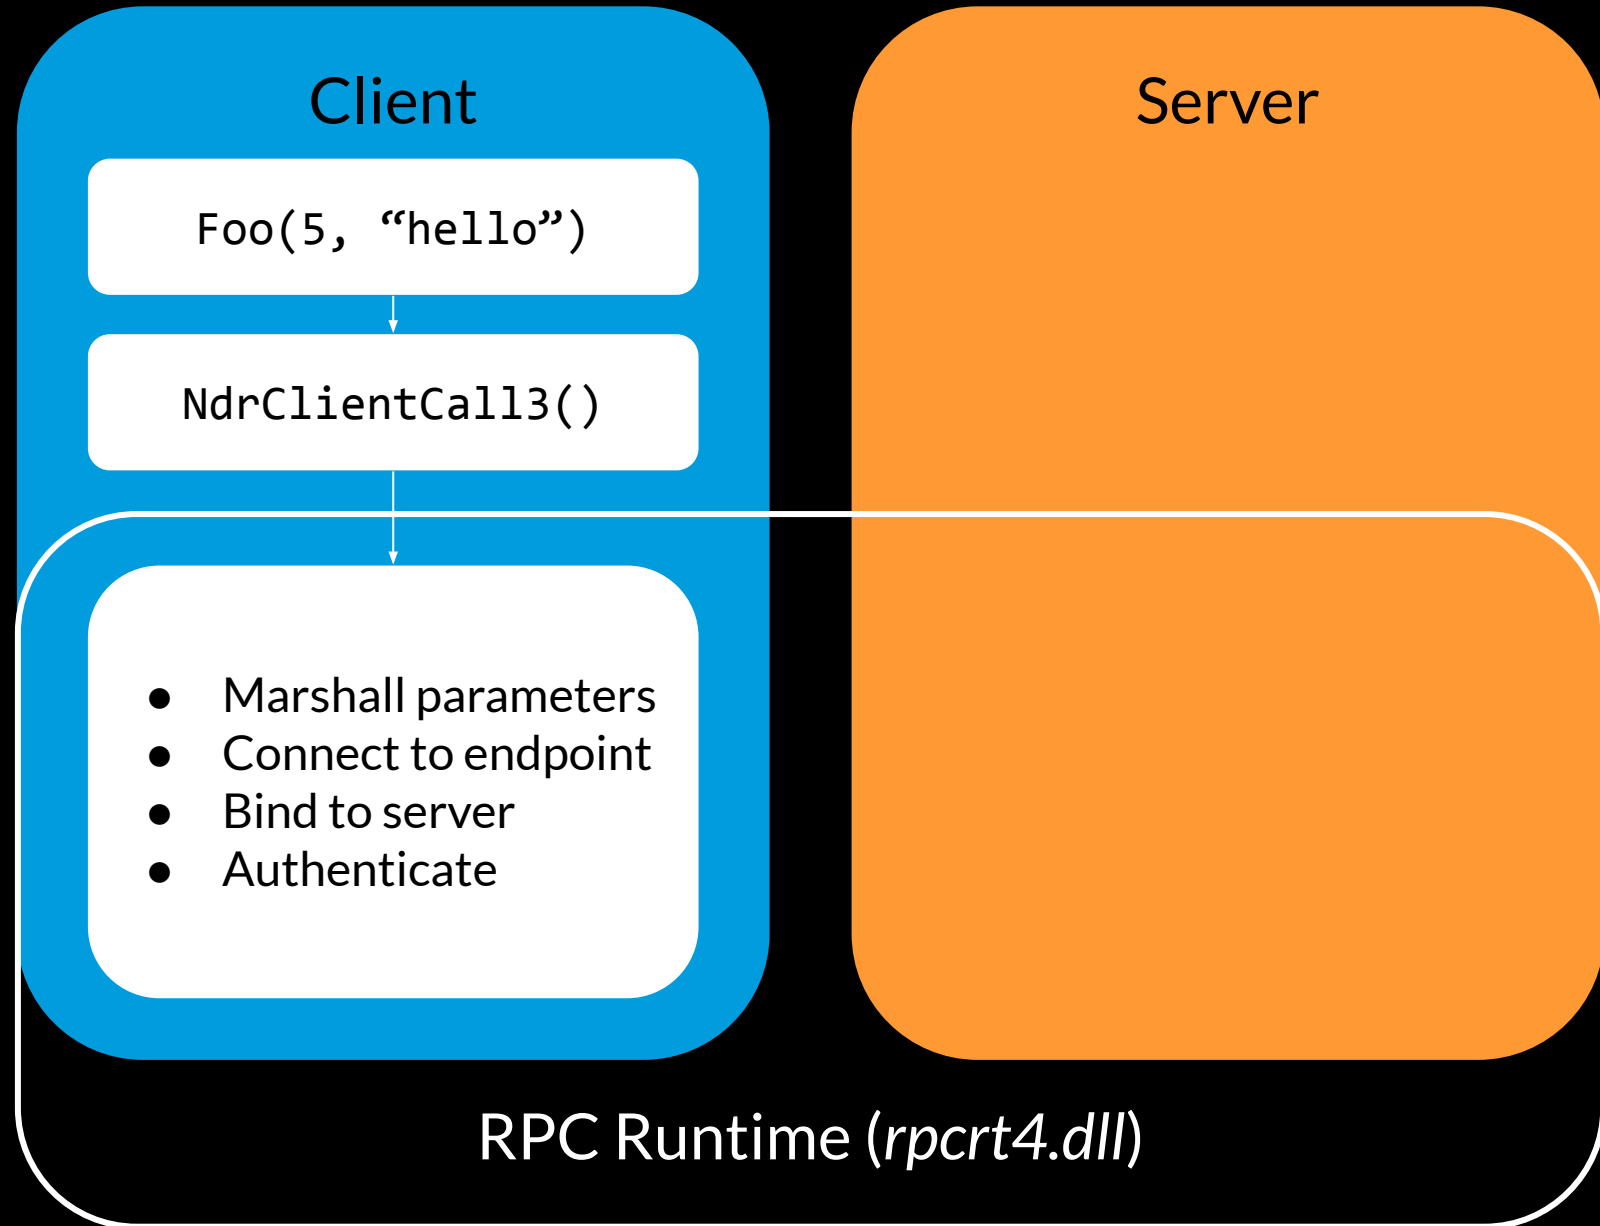 Client
Server
Foo(5, “hello”)
NdrClientCall3()
● Marshall parameters
● Connect to endpoint
● Bind to server
● Authenticate
RPC Runtime (rpcrt4.dll)